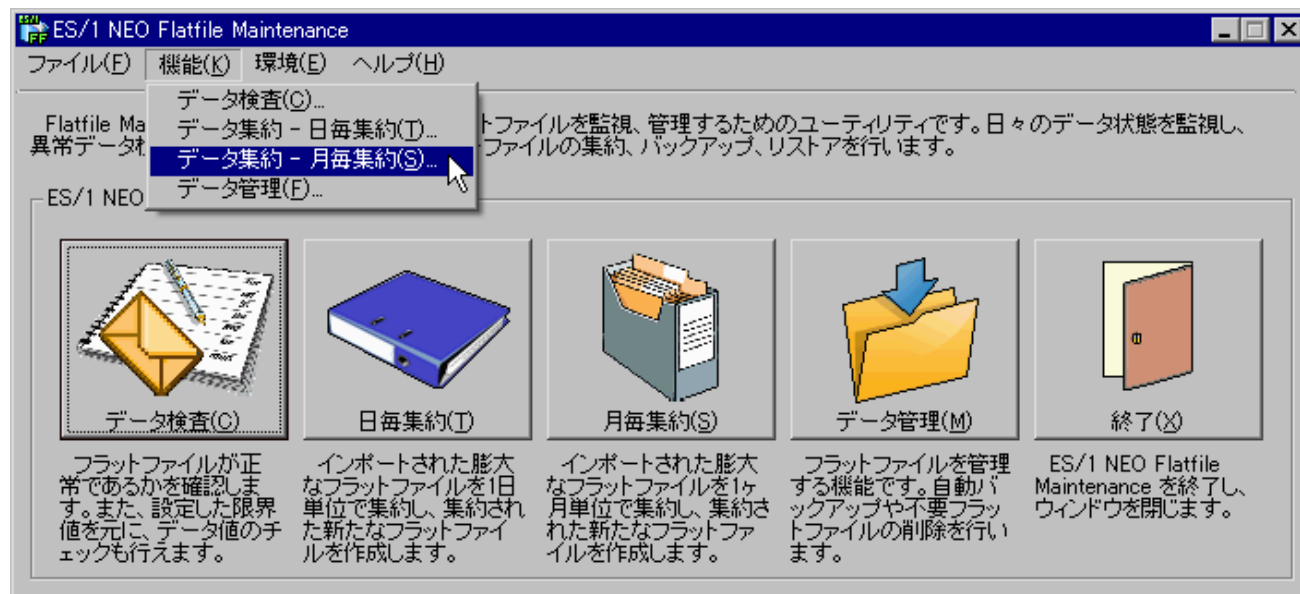 ES/1 NEO Flatfile Maintenance
ファイル(F) 機能(K) 環境(E) ヘルプ(H)
データ検査(C)...
データ集約 - 日毎集約(T)...
データ集約 - 月毎集約(S)...
データ管理(F)...
Flatfile Ma トファイルを監視、管理するためのユーティリティです。日々のデータ状態を監視し、
異常データ ファイルの集約、バックアップ、リストアを行います。
ES/1 NEO
データ検査(C) 日毎集約(T) 月毎集約(S) データ管理(M) 終了(X)
フラットファイルが正
常であるかを確認しま
す。また、設定した限界
値を元に、データ値のチ
ェックも行えます。
インポートされた膨大
なフラットファイルを1日
単位で集約し、集約され
た新たなフラットファイ
ルを作成します。
インポートされた膨大
なフラットファイルを1ヶ
月単位で集約し、集約さ
れた新たなフラットファ
イルを作成します。
フラットファイルを管理
する機能です。自動バ
ックアップや不要フラッ
トファイルの削除を行い
ます。
ES/1 NEO Flatfile
Maintenance を終了し、
ウィンドウを閉じます。